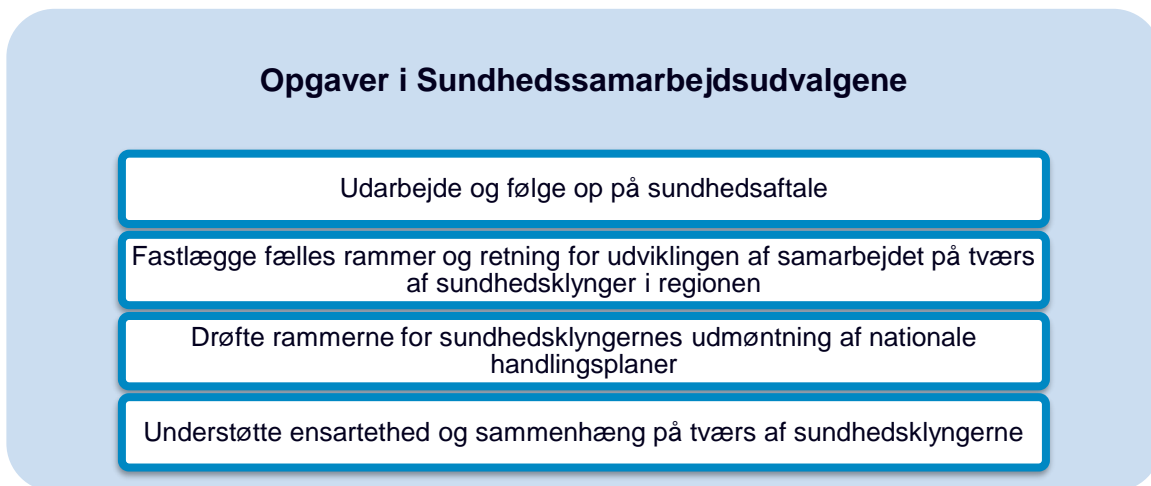 Opgaver i Sundhedssamarbejdsudvalgene
Udarbejde og følge op på sundhedsaftale
Fastlægge fælles rammer og retning for udviklingen af samarbejdet på tværs
af sundhedsklynger i regionen
Drøfte rammerne for sundhedsklyngernes udmøntning af nationale
handlingsplaner
Understøtte ensartethed og sammenhæng på tværs af sundhedsklyngerne